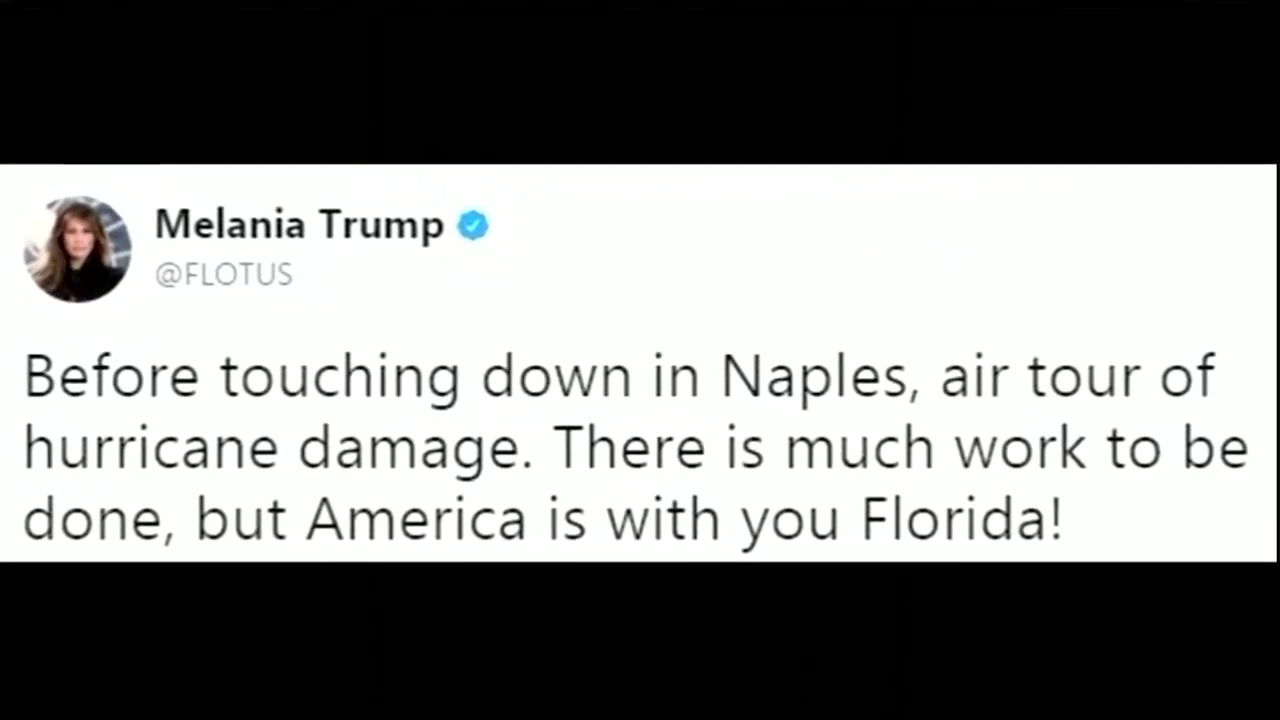 Melania Trump
@FLOTUS
Before touching down in Naples, air tour of
hurricane damage. There is much work to be
done, but America is with you Florida!